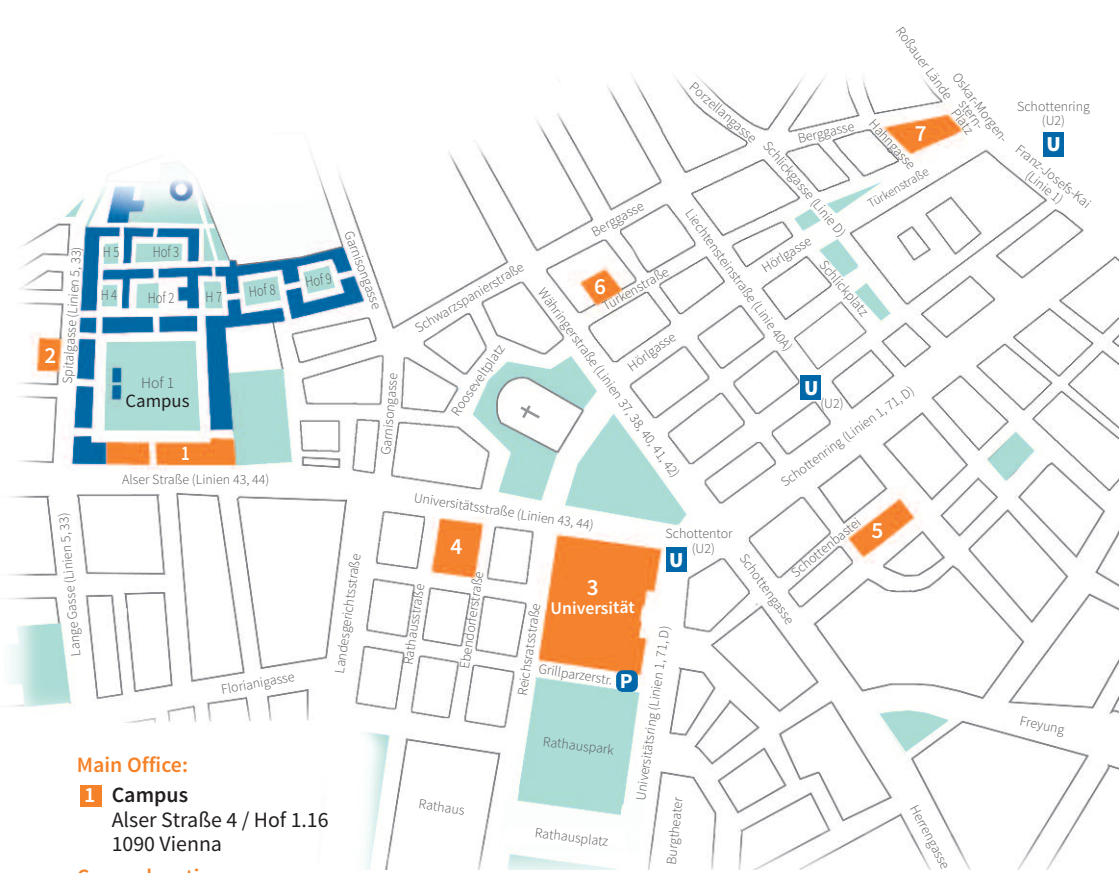 Roßauer Lände
Oskar-Morgen-
stern-
Platz
Schottenring
(U2)
U
Porzellangasse
Berggasse
Hahngasse
7
Franz-Josefs-Kai
(Linie 1)
Schlickgasse (Linie D)
Türkenstraße
H 5
Hof 3
Garnisongasse
Berggasse
Liechtensteinstraße (Linie 40A)
Hörlgasse
Schlickplatz
Spitalgasse (Linien 5, 33)
H 4
Hof 2
H 7
Hof 8
Hof 9
Schwarzspanierstraße
6
Türkenstraße
Währingerstraße (Linien 37, 38, 40, 41, 42)
Hörlgasse
2
Rooseveltplatz
Hof 1
Campus
Garnisongasse
U
(U2)
Schottenring (Linien 1, 71, D)
1
Alser Straße (Linien 43, 44)
Universitätsstraße (Linien 43, 44)
Schottentor
(U2)
U
4
5
Schottenbastei
Schottengasse
Lange Gasse (Linien 5, 33)
Landesgerichtsstraße
Rathausstraße
Ebendorferstraße
Reichsratsstraße
3
Universität
Grillparzerstr.
P
Universitätsring (Linien 1, 71, D)
Florianigasse
Rathauspark
Freyung
Main Office:
1 Campus
Alser Straße 4 / Hof 1.16
1090 Vienna
Rathaus
Rathausplatz
Burgtheater
Herrengasse